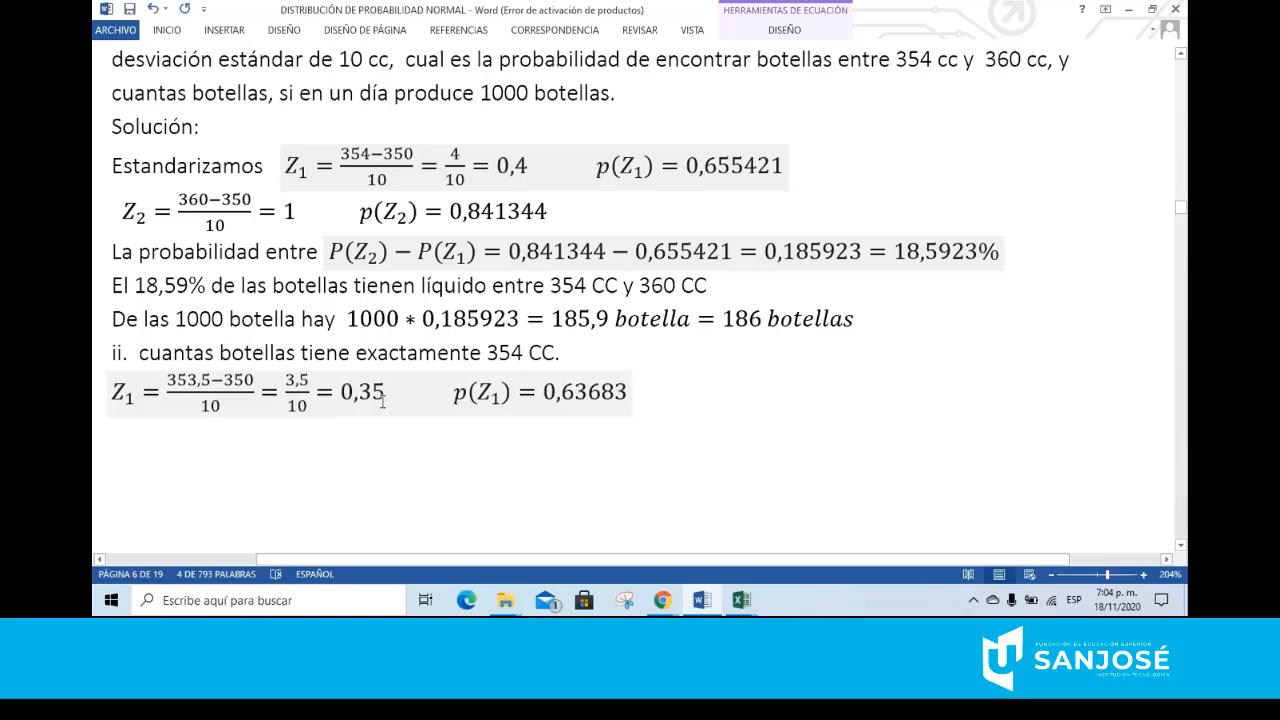 DISTRIBUCIÓN DE PROBABILIDAD NORMAL - Word (Error de activación de productos)
HERRAMIENTAS DE ECUACIÓN
ARCHIVO INICIO INSERTAR DISEÑO DISEÑO DE PÁGINA REFERENCIAS CORRESPONDENCIA REVISAR VISTA DISEÑO
desviación estándar de 10 cc, cual es la probabilidad de encontrar botellas entre 354 cc y 360 cc, y
cuantas botellas, si en un día produce 1000 botellas.
Solución:
Estandarizamos Z₁ = (354−350)/10 = 4/10 = 0,4 p(Z₁) = 0,655421
Z₂ = (360−350)/10 = 1 p(Z₂) = 0,841344
La probabilidad entre P(Z₂) − P(Z₁) = 0,841344 − 0,655421 = 0,185923 = 18,5923%
El 18,59% de las botellas tienen líquido entre 354 CC y 360 CC
De las 1000 botella hay 1000 ∗ 0,185923 = 185,9 botella = 186 botellas
ii. cuantas botellas tiene exactamente 354 CC.
Z₁ = (353,5−350)/10 = 3,5/10 = 0,35 p(Z₁) = 0,63683
PÁGINA 6 DE 19 4 DE 793 PALABRAS ESPAÑOL 204%
Escribe aquí para buscar
ESP
7:04 p. m.
18/11/2020
FUNDACIÓN DE EDUCACIÓN SUPERIOR
SANJOSÉ
INSTITUCIÓN TECNOLÓGICA